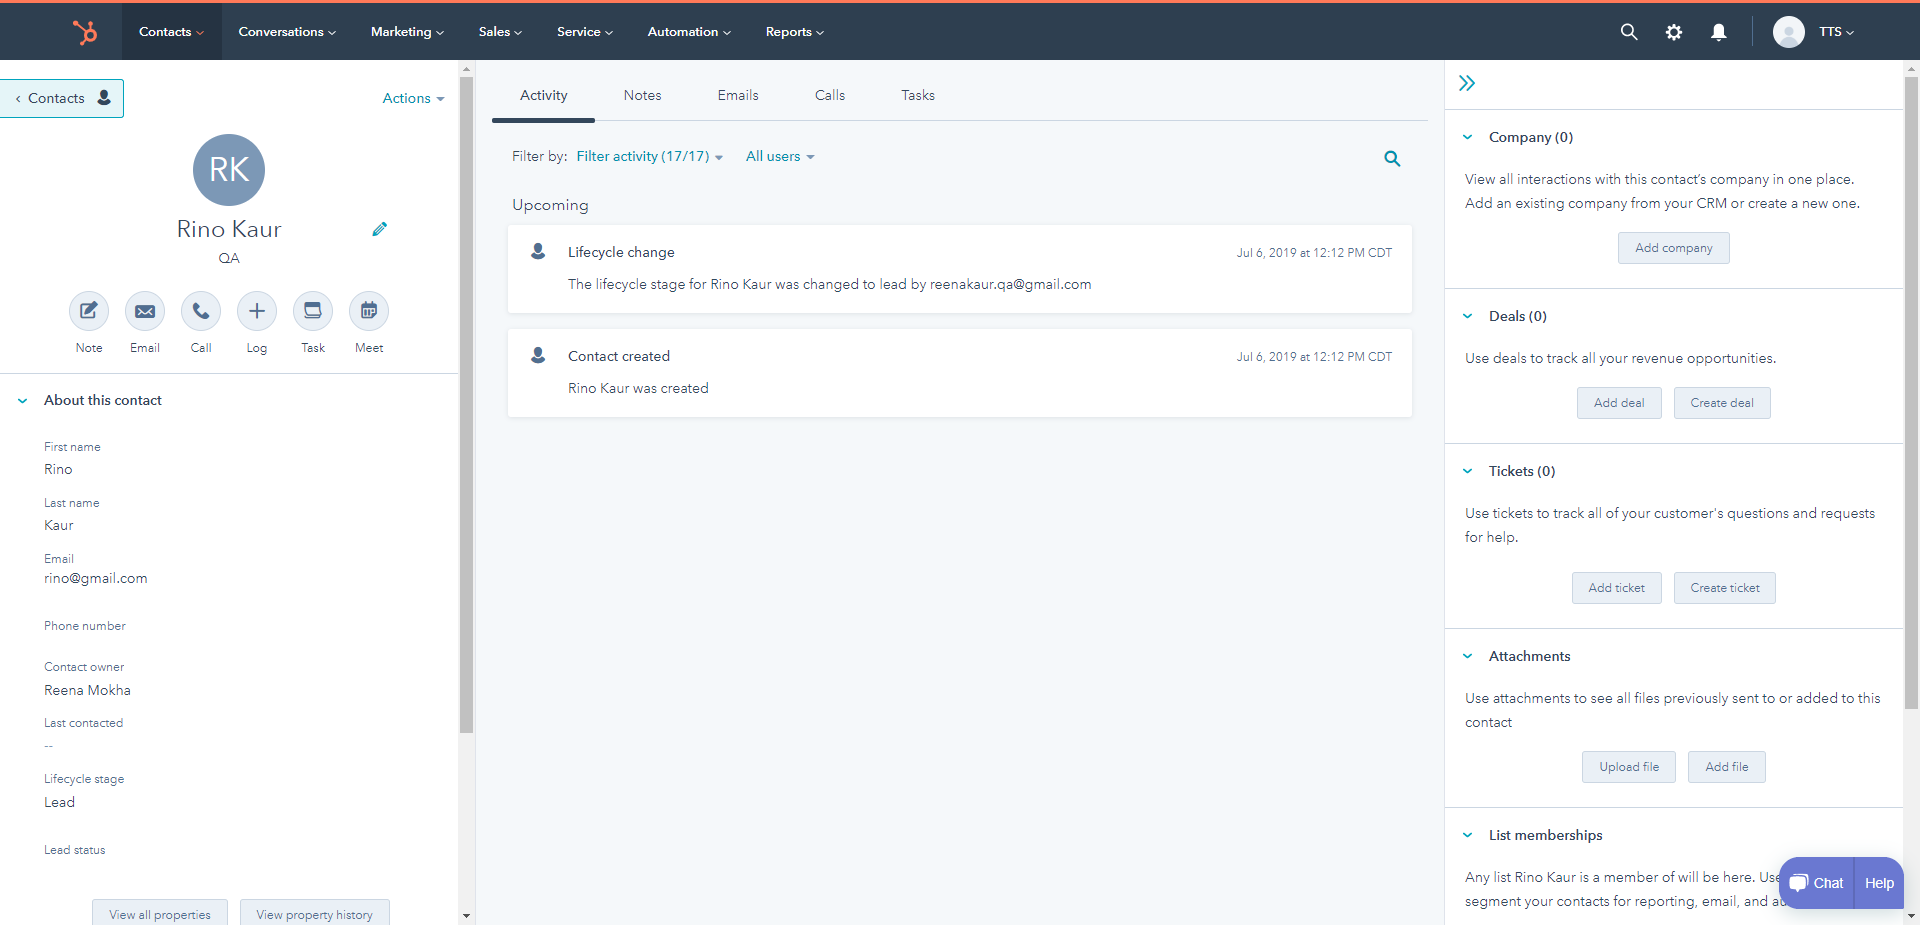 Contacts
Conversations
Marketing
Sales
Service
Automation
Reports
TTS
Contacts
Actions
RK
Rino Kaur
QA
Note
Email
Call
Log
Task
Meet
About this contact
First name
Rino
Last name
Kaur
Email
rino@gmail.com
Phone number
Contact owner
Reena Mokha
Last contacted
--
Lifecycle stage
Lead
Lead status
View all properties
View property history
Activity
Notes
Emails
Calls
Tasks
Filter by: Filter activity (17/17) All users
Upcoming
Lifecycle change
Jul 6, 2019 at 12:12 PM CDT
The lifecycle stage for Rino Kaur was changed to lead by reenakaur.qa@gmail.com
Contact created
Jul 6, 2019 at 12:12 PM CDT
Rino Kaur was created
Company (0)
View all interactions with this contact's company in one place.
Add an existing company from your CRM or create a new one.
Add company
Deals (0)
Use deals to track all your revenue opportunities.
Add deal
Create deal
Tickets (0)
Use tickets to track all of your customer's questions and requests
for help.
Add ticket
Create ticket
Attachments
Use attachments to see all files previously sent to or added to this
contact
Upload file
Add file
List memberships
Any list Rino Kaur is a member of will be here. Use
segment your contacts for reporting, email, and
Chat
Help